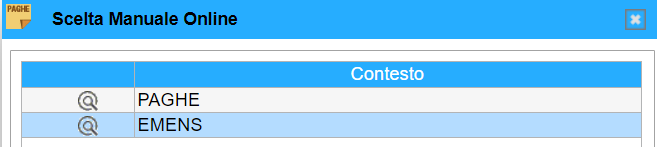 PAGHE
Scelta Manuale Online
Contesto
PAGHE
EMENS